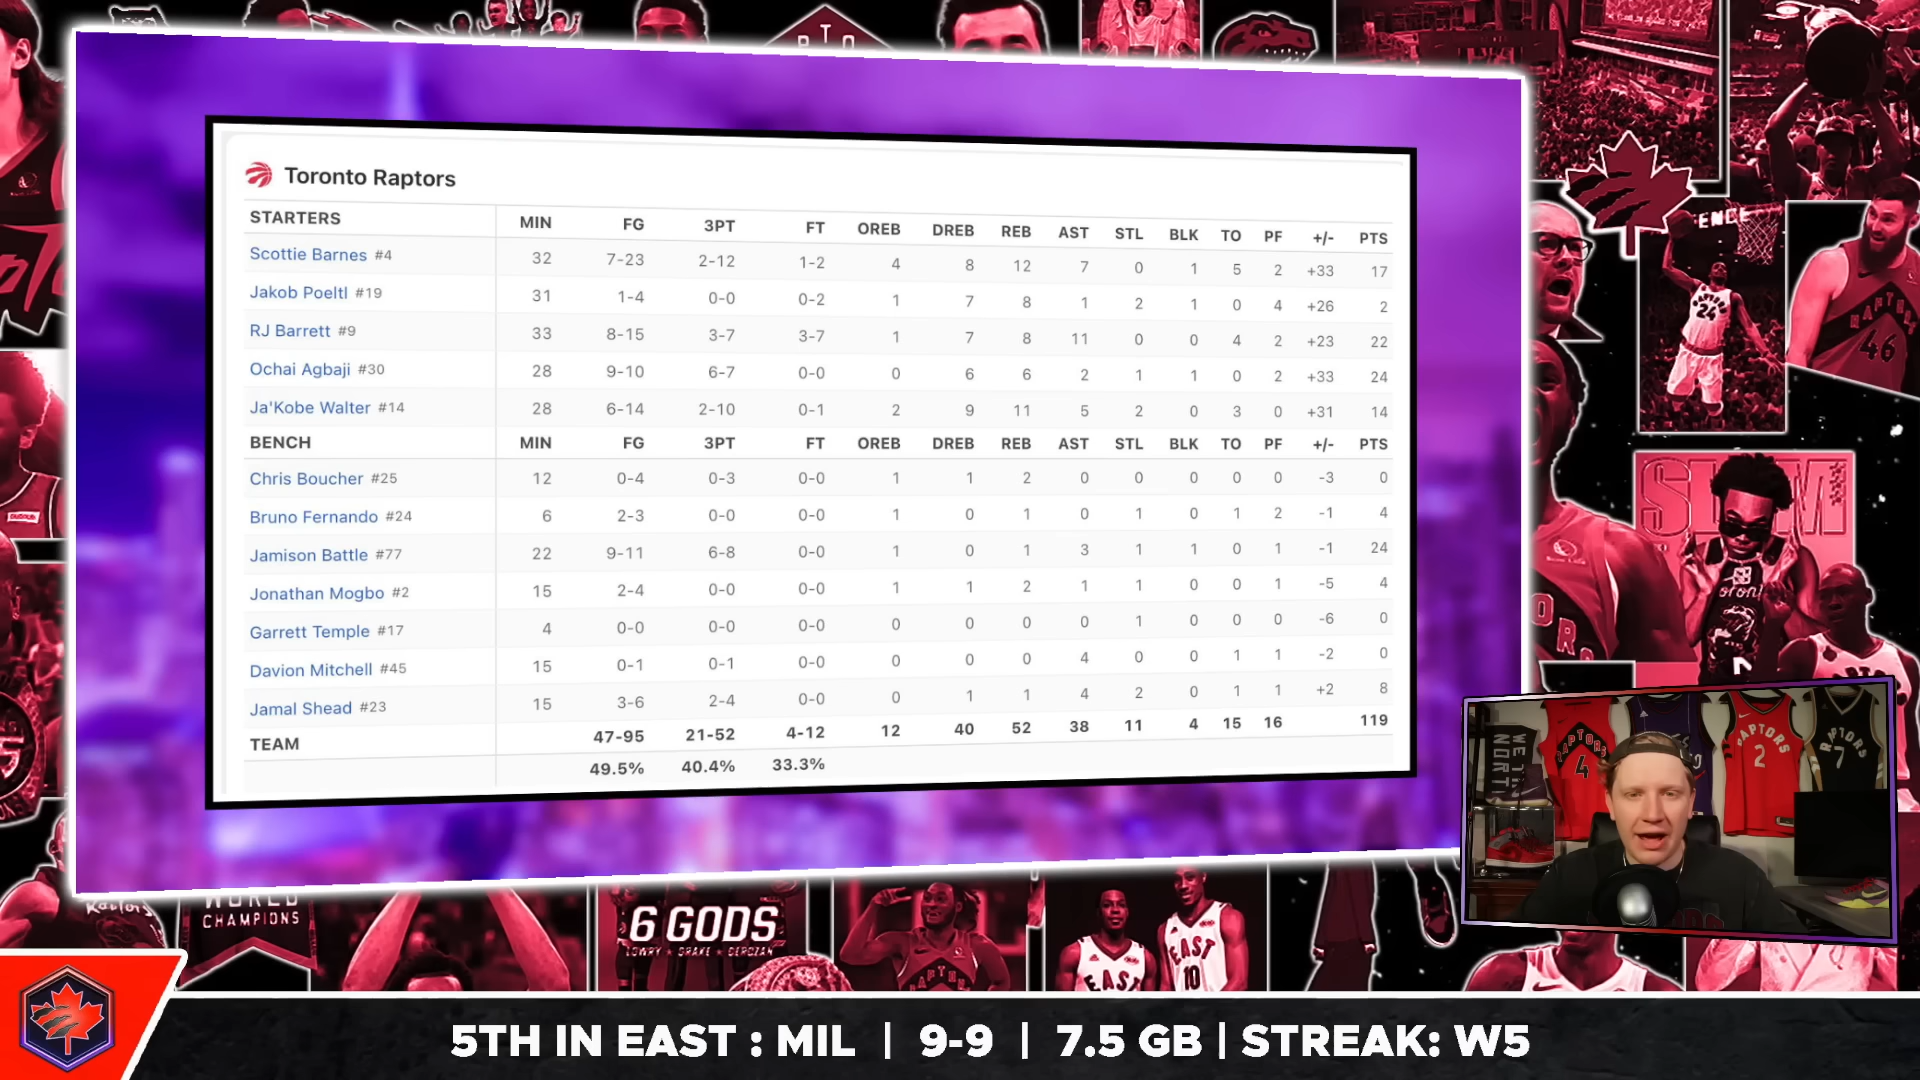 RTO
ENCE
Toronto Raptors
STARTERS MIN FG 3PT FT OREB DREB REB AST STL BLK TO PF +/- PTS
Scottie Barnes #4 32 7-23 2-12 1-2 4 8 12 7 0 1 5 2 +33 17
Jakob Poeltl #19 31 1-4 0-0 0-2 1 7 8 1 2 1 0 4 +26 2
RJ Barrett #9 33 8-15 3-7 3-7 1 7 8 11 0 0 4 2 +23 22
Ochai Agbaji #30 28 9-10 6-7 0-0 0 6 6 2 1 1 0 2 +33 24
Ja'Kobe Walter #14 28 6-14 2-10 0-1 2 9 11 5 2 0 3 0 +31 14
BENCH MIN FG 3PT FT OREB DREB REB AST STL BLK TO PF +/- PTS
Chris Boucher #25 12 0-4 0-3 0-0 1 1 2 0 0 0 0 0 -3 0
Bruno Fernando #24 6 2-3 0-0 0-0 1 0 1 0 1 0 1 2 -1 4
Jamison Battle #77 22 9-11 6-8 0-0 1 0 1 3 1 1 0 1 -1 24
Jonathan Mogbo #2 15 2-4 0-0 0-0 1 1 2 1 1 0 0 1 -5 4
Garrett Temple #17 4 0-0 0-0 0-0 0 0 0 0 1 0 0 0 -6 0
Davion Mitchell #45 15 0-1 0-1 0-0 0 0 0 4 0 0 1 1 -2 0
Jamal Shead #23 15 3-6 2-4 0-0 0 1 1 4 2 0 1 1 +2 8
TEAM 47-95 21-52 4-12 12 40 52 38 11 4 15 16 119
49.5% 40.4% 33.3%
24
46
SLAM
RAPTORS
4
RAPTORS
2
7
WORLD
CHAMPIONS
6 GODS
LOWRY ★ DRAKE ★ DEROZAN
EAST
EAST
10
5TH IN EAST : MIL | 9-9 | 7.5 GB | STREAK: W5